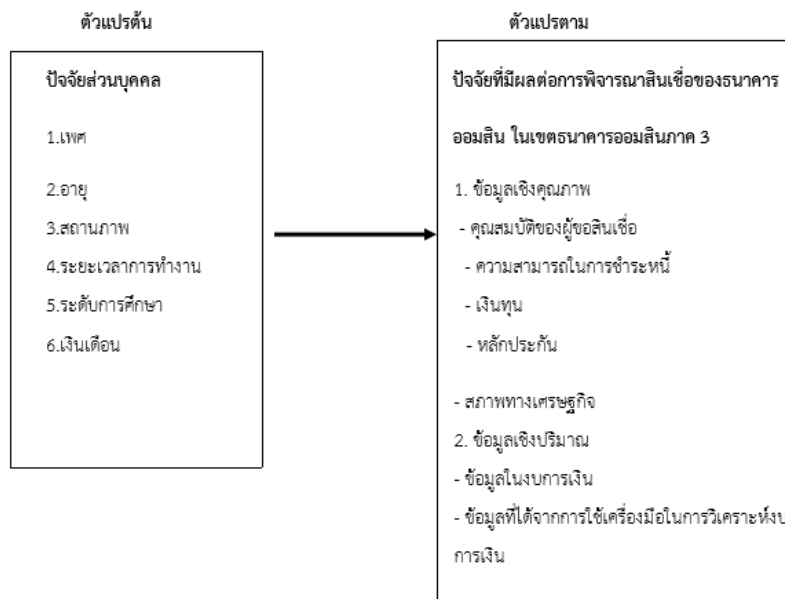 ตัวแปรต้น
ปัจจัยส่วนบุคคล
1.เพศ
2.อายุ
3.สถานภาพ
4.ระยะเวลาการทำงาน
5.ระดับการศึกษา
6.เงินเดือน
ตัวแปรตาม
ปัจจัยที่มีผลต่อการพิจารณาสินเชื่อของธนาคาร
ออมสิน ในเขตธนาคารออมสินภาค 3
1. ข้อมูลเชิงคุณภาพ
- คุณสมบัติของผู้ขอสินเชื่อ
- ความสามารถในการชำระหนี้
- เงินทุน
- หลักประกัน
- สภาพทางเศรษฐกิจ
2. ข้อมูลเชิงปริมาณ
- ข้อมูลในงบการเงิน
- ข้อมูลที่ได้จากการใช้เครื่องมือในการวิเคราะห์งบ
การเงิน